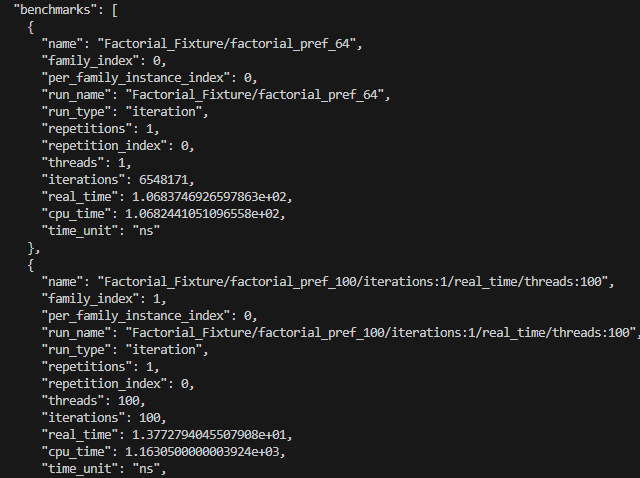 "benchmarks": [
{
"name": "Factorial_Fixture/factorial_pref_64",
"family_index": 0,
"per_family_instance_index": 0,
"run_name": "Factorial_Fixture/factorial_pref_64",
"run_type": "iteration",
"repetitions": 1,
"repetition_index": 0,
"threads": 1,
"iterations": 6548171,
"real_time": 1.0683746926597863e+02,
"cpu_time": 1.0682441051096558e+02,
"time_unit": "ns"
},
{
"name": "Factorial_Fixture/factorial_pref_100/iterations:1/real_time/threads:100",
"family_index": 1,
"per_family_instance_index": 0,
"run_name": "Factorial_Fixture/factorial_pref_100/iterations:1/real_time/threads:100",
"run_type": "iteration",
"repetitions": 1,
"repetition_index": 0,
"threads": 100,
"iterations": 100,
"real_time": 1.3772794045507908e+01,
"cpu_time": 1.1630500000003924e+03,
"time_unit": "ns",